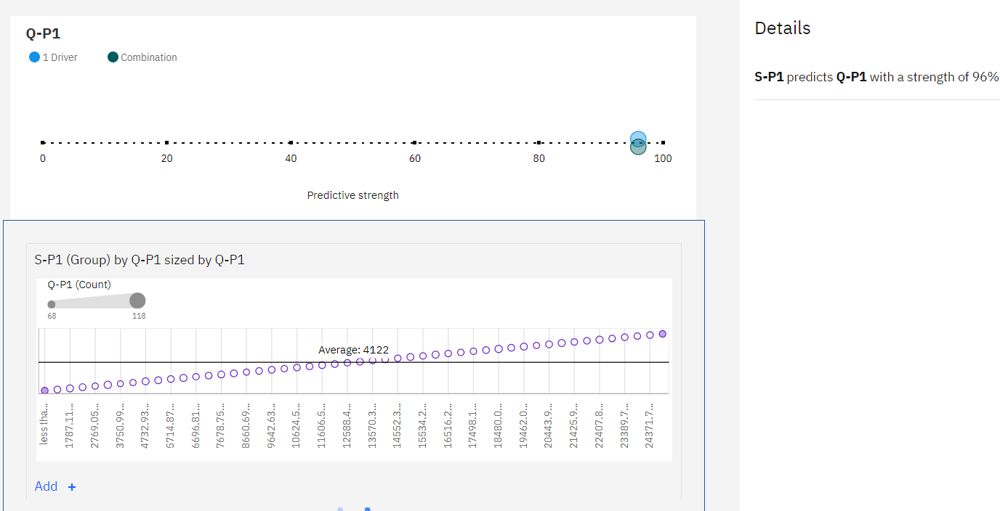 Q-P1
1 Driver Combination
0 20 40 60 80 100
Predictive strength
Details
S-P1 predicts Q-P1 with a strength of 96%
S-P1 (Group) by Q-P1 sized by Q-P1
Q-P1 (Count)
68 118
Average: 4122
less tha...
1787.11...
2769.05...
3750.99...
4732.93...
5714.87...
6696.81...
7678.75...
8660.69...
9642.63...
10624.5...
11606.5...
12588.4...
13570.3...
14552.3...
15534.2...
16516.2...
17498.1...
18480.0...
19462.0...
20443.9...
21425.9...
22407.8...
23389.7...
24371.7...
Add +